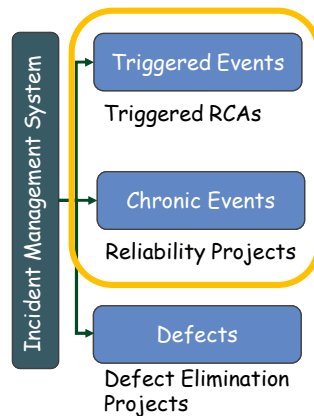 Incident Management System
Triggered Events
Triggered RCAs
Chronic Events
Reliability Projects
Defects
Defect Elimination
Projects